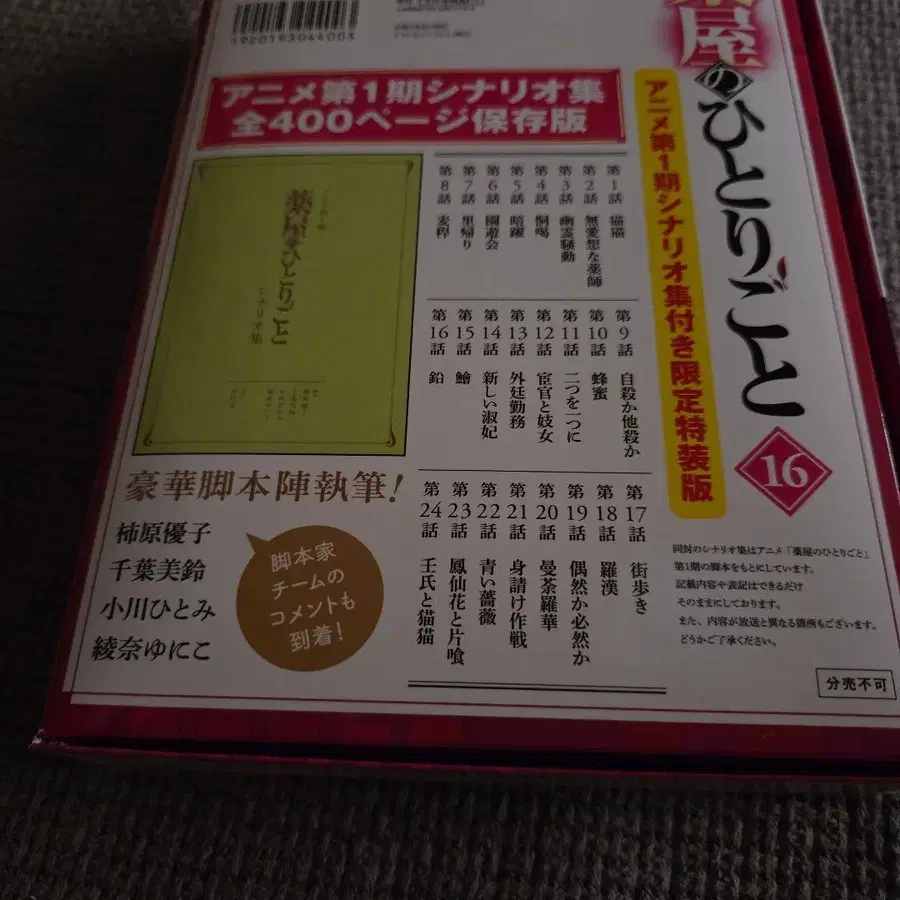 1920193044003
屋のひとりごと
16
アニメ第1期シナリオ集付き限定特装版
アニメ第1期シナリオ集
全400ページ保存版
薬屋のひとりごと
シナリオ集
第1話 猫猫
第2話 無愛想な薬師
第3話 幽霊騒動
第4話 恫喝
第5話 暗躍
第6話 園遊会
第7話 里帰り
第8話 麦稈
第9話 自殺か他殺か
第10話 蜂蜜
第11話 二つを一つに
第12話 宦官と妓女
第13話 外廷勤務
第14話 新しい淑妃
第15話 鱠
第16話 鉛
第17話 街歩き
第18話 羅漢
第19話 偶然か必然か
第20話 曼荼羅華
第21話 身請け作戦
第22話 青い薔薇
第23話 鳳仙花と片喰
第24話 壬氏と猫猫
豪華脚本陣執筆!
柿原優子
千葉美鈴
小川ひとみ
綾奈ゆにこ
脚本家
チームの
コメントも
到着!
同封のシナリオ集はアニメ「薬屋のひとりごと」
第1期の脚本をもとにしています。
記載内容や表記はできるだけ
そのままにしております。
また、内容が放送と異なる箇所もございます。
どうかご了承ください。
分売不可